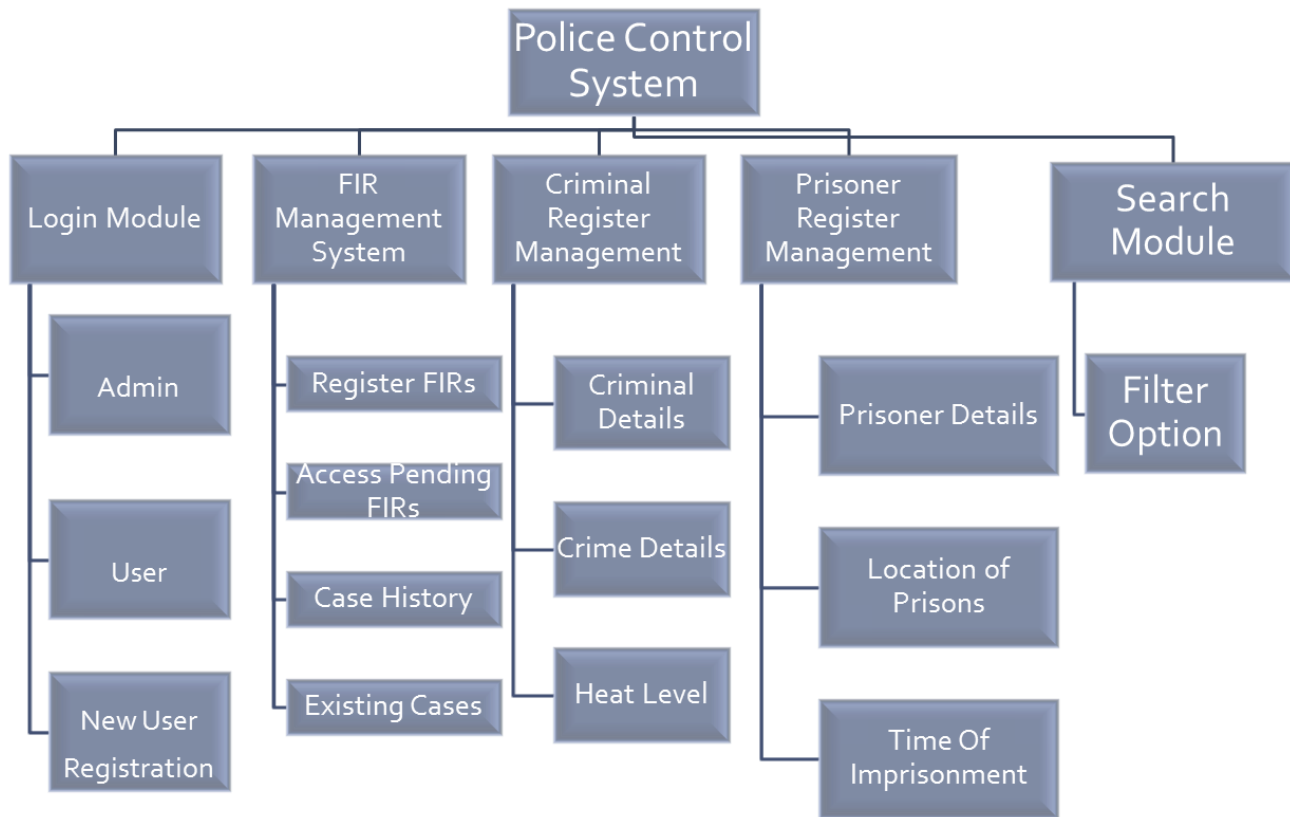 Police Control
System
Login Module
FIR
Management
System
Criminal
Register
Management
Prisoner
Register
Management
Search
Module
Admin
User
New User
Registration
Register FIRs
Access Pending
FIRs
Case History
Existing Cases
Criminal
Details
Crime Details
Heat Level
Prisoner Details
Location of
Prisons
Time Of
Imprisonment
Filter
Option